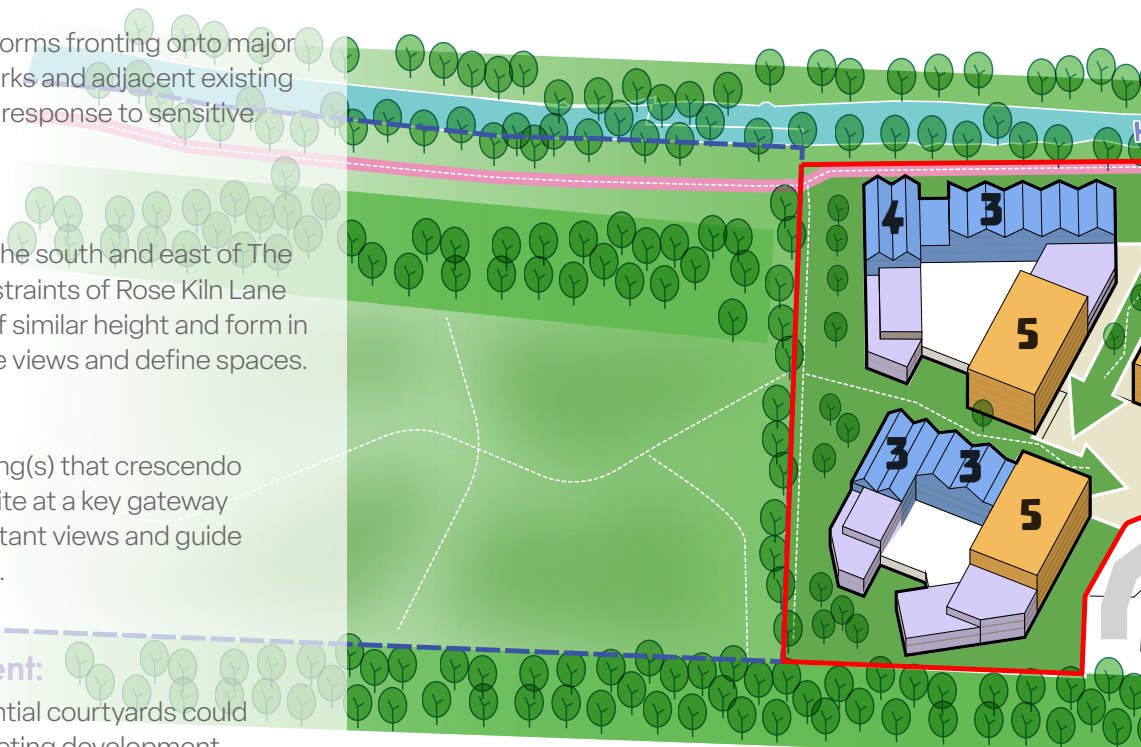 orms fronting onto major
rks and adjacent existing
response to sensitive
he south and east of The
straints of Rose Kiln Lane
f similar height and form in
e views and define spaces.
ng(s) that crescendo
ite at a key gateway
tant views and guide
.
ent:
ntial courtyards could
cting development
4
3
5
3
3
5